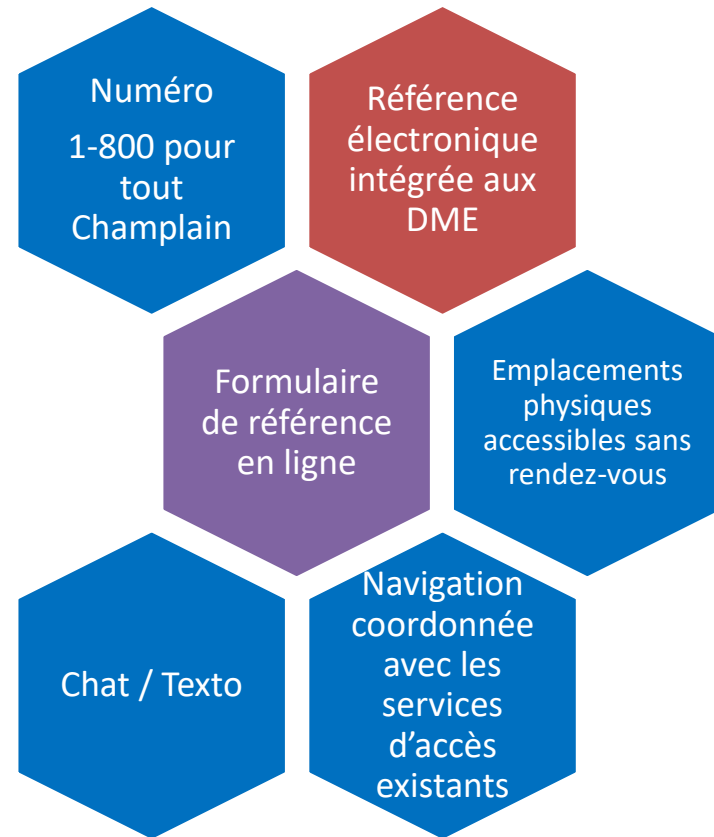 Numéro
1-800 pour
tout
Champlain
Référence
électronique
intégrée aux
DME
Formulaire
de référence
en ligne
Emplacements
physiques
accessibles sans
rendez-vous
Chat / Texto
Navigation
coordonnée
avec les
services
d’accès
existants